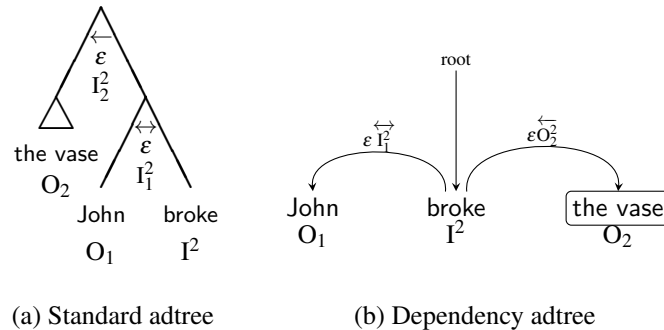 ←
ε
I₂²
the vase
O₂
↔
ε
I₁²
John
O₁
broke
I²
(a) Standard adtree
root
ε I₁² ↔
εO₂² ←
John
O₁
broke
I²
the vase
O₂
(b) Dependency adtree